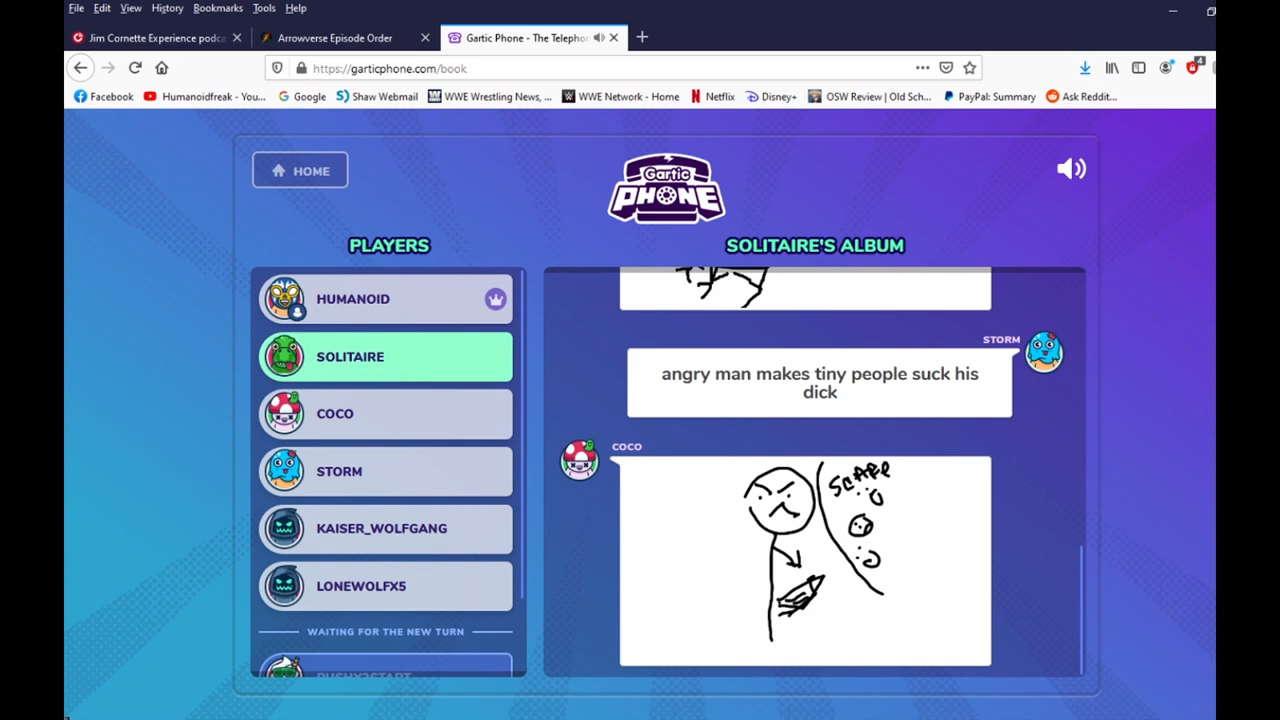 File Edit View History Bookmarks Tools Help
Jim Cornette Experience podca
Arrowverse Episode Order
Gartic Phone - The Telepho
https://garticphone.com/book
4
Facebook
Humanoidfreak - You...
Google
Shaw Webmail
WWE Wrestling News, ...
WWE Network - Home
Netflix
Disney+
OSW Review | Old Sch...
PayPal: Summary
Ask Reddit...
HOME
Gartic
PHONE
PLAYERS
SOLITAIRE'S ALBUM
HUMANOID
SOLITAIRE
COCO
STORM
KAISER_WOLFGANG
LONEWOLFX5
WAITING FOR THE NEW TURN
STORM
angry man makes tiny people suck his
dick
COCO